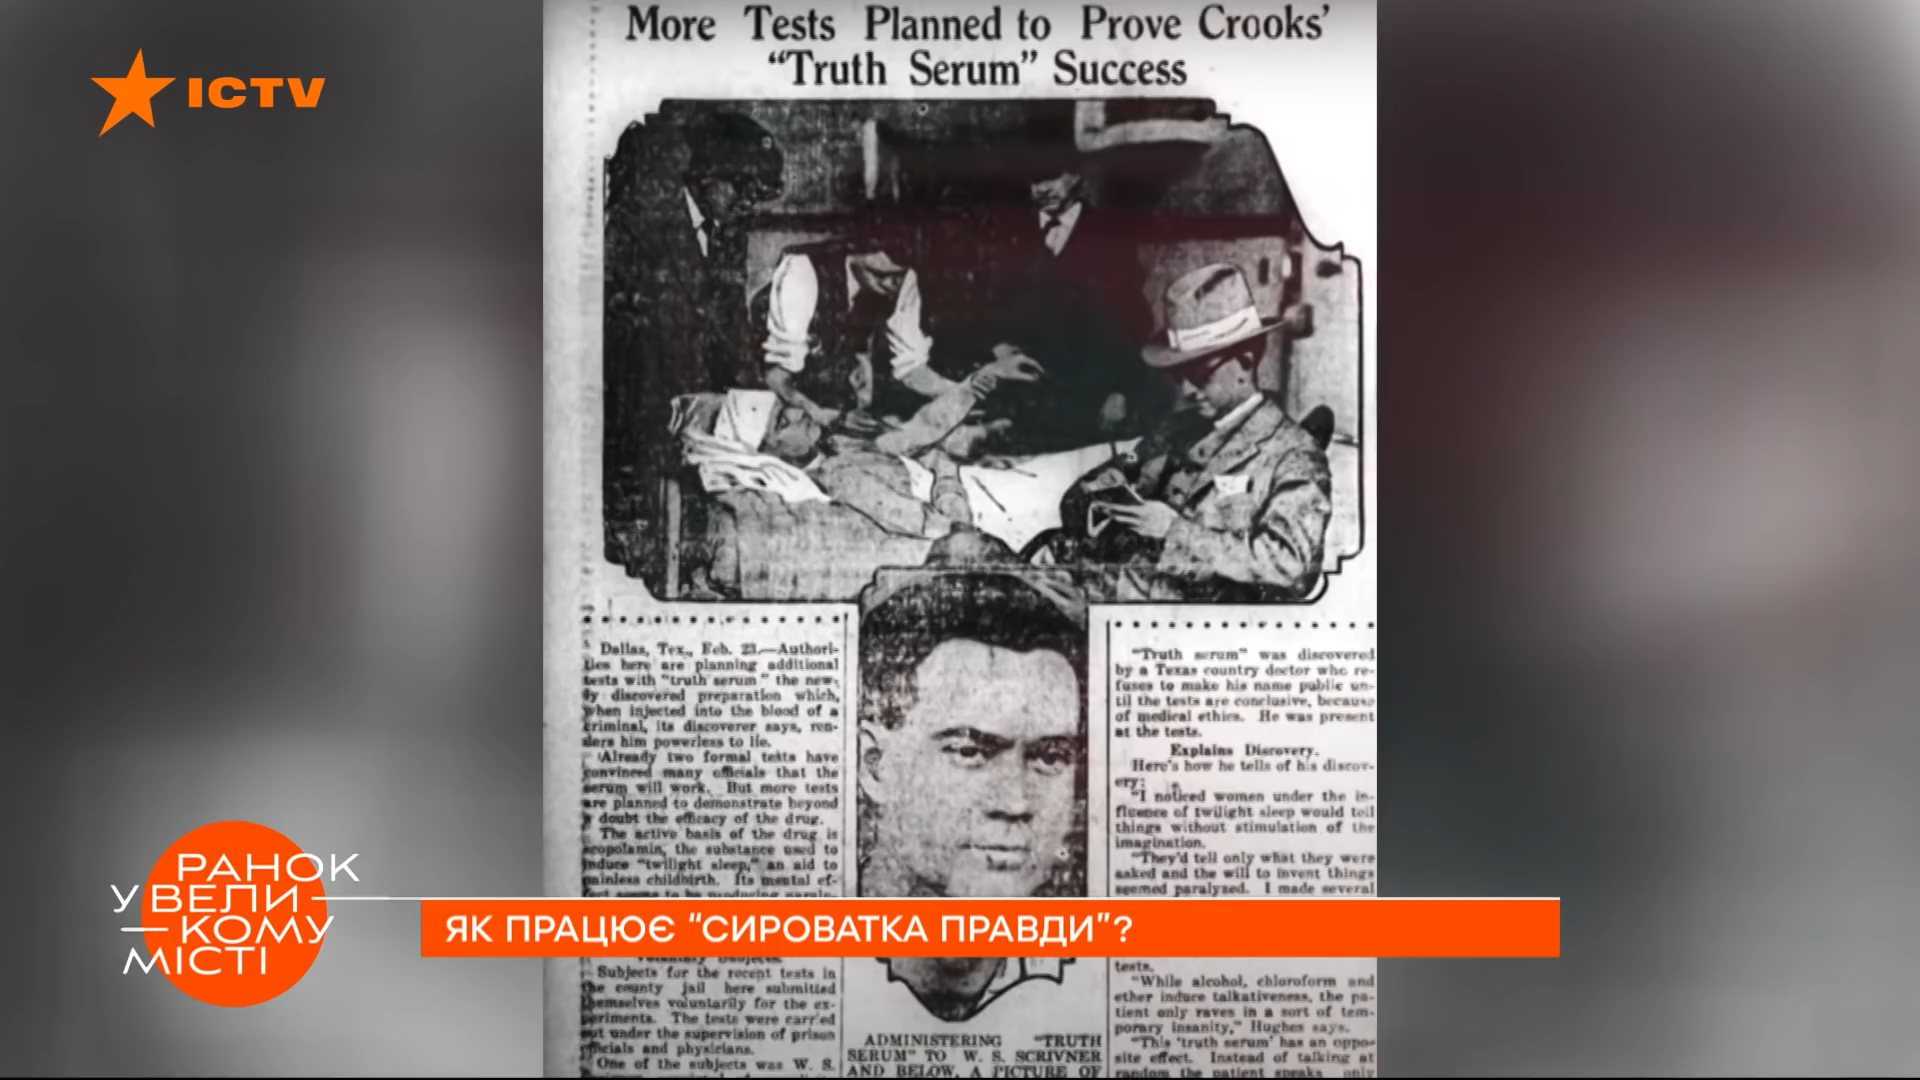 More Tests Planned to Prove Crooks'
"Truth Serum" Success
ICTV
Dallas, Tex., Feb. 23.—Authori-
ties here are planning additional
tests with "truth serum" the new-
ly discovered preparation which,
when injected into the blood of a
criminal, its discoverer says, ren-
ders him powerless to lie.
Already two formal tests have
convinced many officials that the
serum will work. But more tests
are planned to demonstrate beyond
a doubt the efficacy of the drug.
The active basis of the drug is
scopolamin, the substance used to
induce "twilight sleep," an aid to
painless childbirth. Its mental ef-
Subjects for the recent tests in
the county jail here submitted
themselves voluntarily for the ex-
periments. The tests were carr'ed
out under the supervision of prison
officials and physicians.
One of the subjects was W. S.
ADMINISTERING "TRUTH
SERUM" TO W. S. SCRIVNER
AND BELOW, A PICTURE OF
"Truth serum" was discovered
by a Texas country doctor who re-
fuses to make his name public un-
til the tests are conclusive, because
of medical ethics. He was present
at the tests.
Explains Discovery.
Here's how he tells of his discov-
ery:
"I noticed women under the in-
fluence of twilight sleep would tell
things without stimulation of the
imagination.
"They'd tell only what they were
asked and the will to invent things
seemed paralyzed. I made several
tests.
"While alcohol, chloroform and
ether induce talkativeness, the pa-
tient only raves in a sort of tem-
porary insanity," Hughes says.
"This 'truth serum' has an oppo-
site effect. Instead of talking at
random the patient speaks only
РАНОК
У ВЕЛИ
КОМУ
МІСТІ
ЯК ПРАЦЮЄ "СИРОВАТКА ПРАВДИ"?